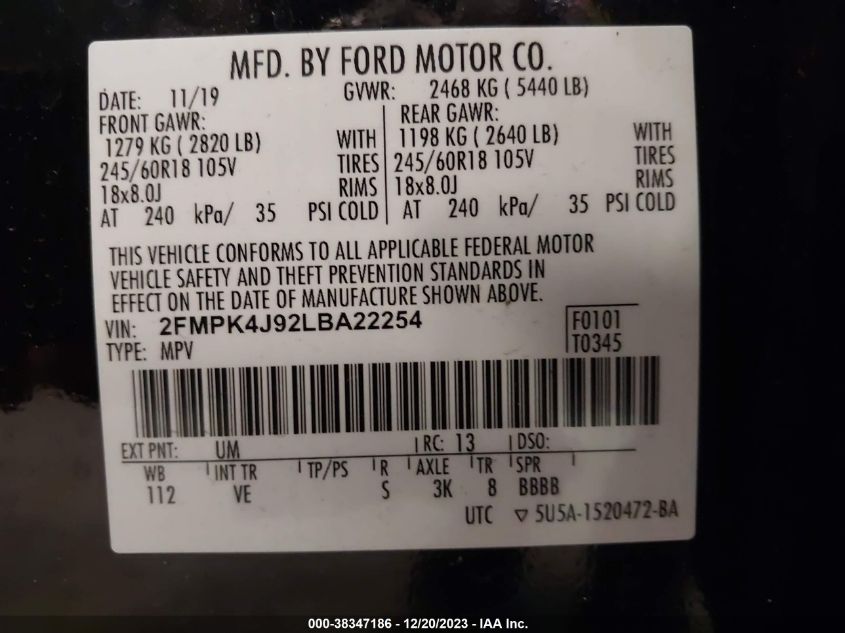 MFD. BY FORD MOTOR CO.
DATE: 11/19 GVWR: 2468 KG ( 5440 LB)
FRONT GAWR: REAR GAWR:
1279 KG ( 2820 LB) WITH 1198 KG ( 2640 LB) WITH
245/60R18 105V TIRES 245/60R18 105V TIRES
18x8.0J RIMS 18x8.0J RIMS
AT 240 kPa/ 35 PSI COLD AT 240 kPa/ 35 PSI COLD
THIS VEHICLE CONFORMS TO ALL APPLICABLE FEDERAL MOTOR
VEHICLE SAFETY AND THEFT PREVENTION STANDARDS IN
EFFECT ON THE DATE OF MANUFACTURE SHOWN ABOVE.
VIN: 2FMPK4J92LBA22254 F0101
TYPE: MPV T0345
EXT PNT: UM RC: 13 DSO:
WB INT TR TP/PS R AXLE TR SPR
112 VE S 3K 8 BBBB
UTC ▽ 5U5A-1520472-BA
000-38347186 - 12/20/2023 - IAA Inc.